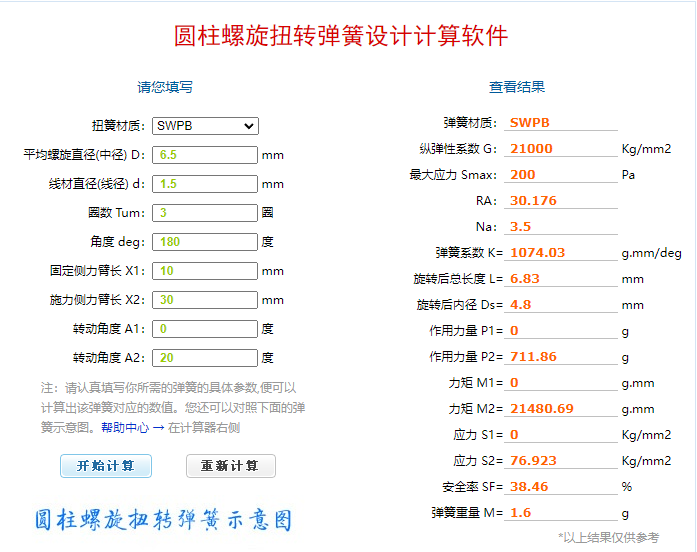 圆柱螺旋扭转弹簧设计计算软件
请您填写
扭簧材质: SWPB
平均螺旋直径(中径) D: 6.5 mm
线材直径(线径) d: 1.5 mm
圈数 Tum: 3 圈
角度 deg: 180 度
固定侧力臂长 X1: 10 mm
施力侧力臂长 X2: 30 mm
转动角度 A1: 0 度
转动角度 A2: 20 度
注：请认真填写你所需的弹簧的具体参数,便可以
计算出该弹簧对应的数值。您还可以对照下面的弹
簧示意图。帮助中心 → 在计算器右侧
开始计算 重新计算
圆柱螺旋扭转弹簧示意图
查看结果
弹簧材质: SWPB
纵弹性系数 G: 21000 Kg/mm2
最大应力 Smax: 200 Pa
RA: 30.176
Na: 3.5
弹簧系数 K= 1074.03 g.mm/deg
旋转后总长度 L= 6.83 mm
旋转后内径 Ds= 4.8 mm
作用力量 P1= 0 g
作用力量 P2= 711.86 g
力矩 M1= 0 g.mm
力矩 M2= 21480.69 g.mm
应力 S1= 0 Kg/mm2
应力 S2= 76.923 Kg/mm2
安全率 SF= 38.46 %
弹簧重量 M= 1.6 g
*以上结果仅供参考